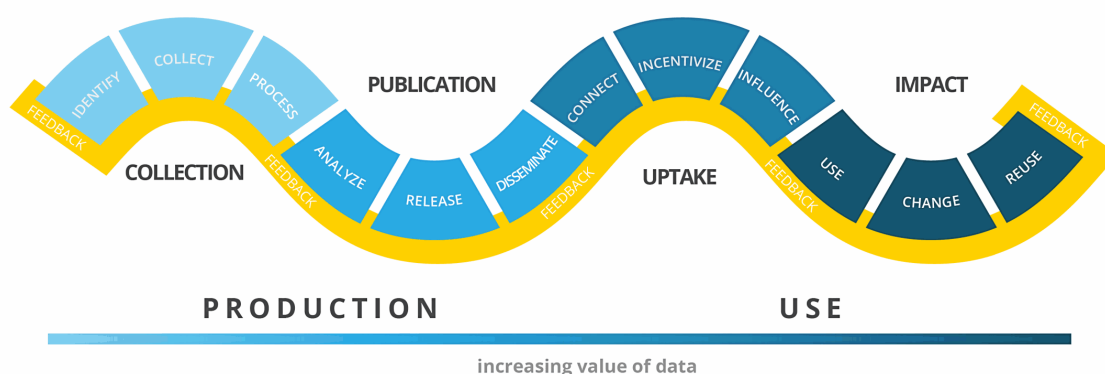 IDENTIFY
COLLECT
PROCESS
COLLECTION
FEEDBACK
PUBLICATION
ANALYZE
RELEASE
DISSEMINATE
FEEDBACK
FEEDBACK
CONNECT
INCENTIVIZE
INFLUENCE
UPTAKE
FEEDBACK
IMPACT
USE
CHANGE
REUSE
FEEDBACK
PRODUCTION
USE
increasing value of data